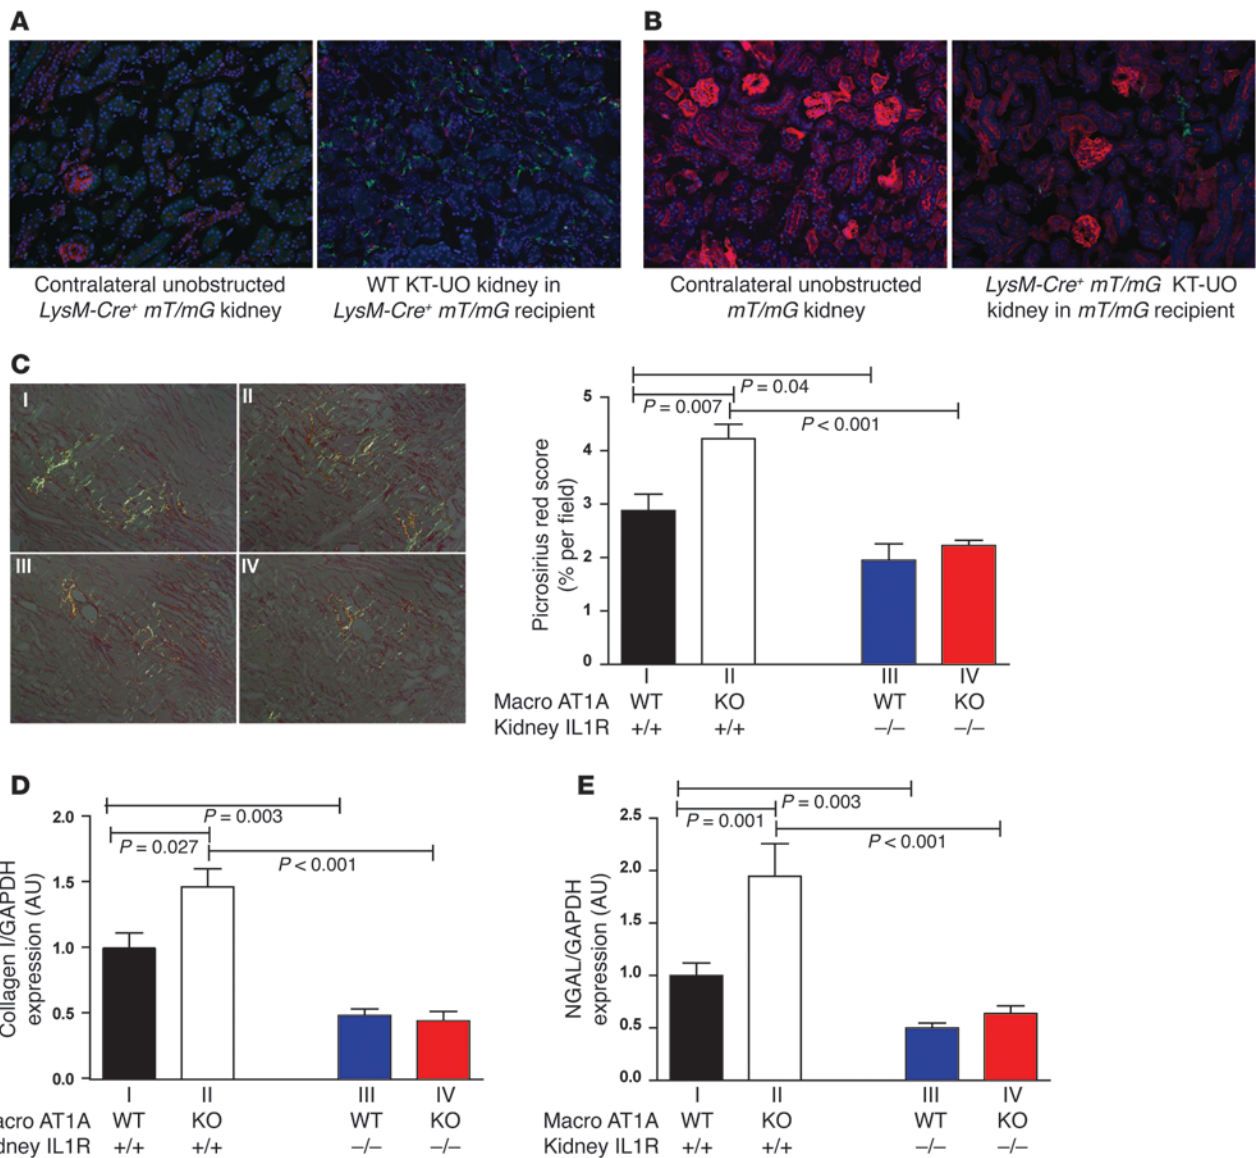 A
B
Contralateral unobstructed
LysM-Cre⁺ mT/mG kidney
WT KT-UO kidney in
LysM-Cre⁺ mT/mG recipient
Contralateral unobstructed
mT/mG kidney
LysM-Cre⁺ mT/mG KT-UO
kidney in mT/mG recipient
C
I
II
III
IV
P = 0.04
P = 0.007
P < 0.001
Picrosirius red score
(% per field)
5
4
3
2
1
0
I II III IV
Macro AT1A WT KO WT KO
Kidney IL1R +/+ +/+ –/– –/–
D
P = 0.003
P = 0.027
P < 0.001
Collagen I/GAPDH
expression (AU)
2.0
1.5
1.0
0.5
0.0
I II III IV
acro AT1A WT KO WT KO
idney IL1R +/+ +/+ –/– –/–
E
P = 0.003
P = 0.001
P < 0.001
NGAL/GAPDH
expression (AU)
2.5
2.0
1.5
1.0
0.5
0.0
I II III IV
Macro AT1A WT KO WT KO
Kidney IL1R +/+ +/+ –/– –/–